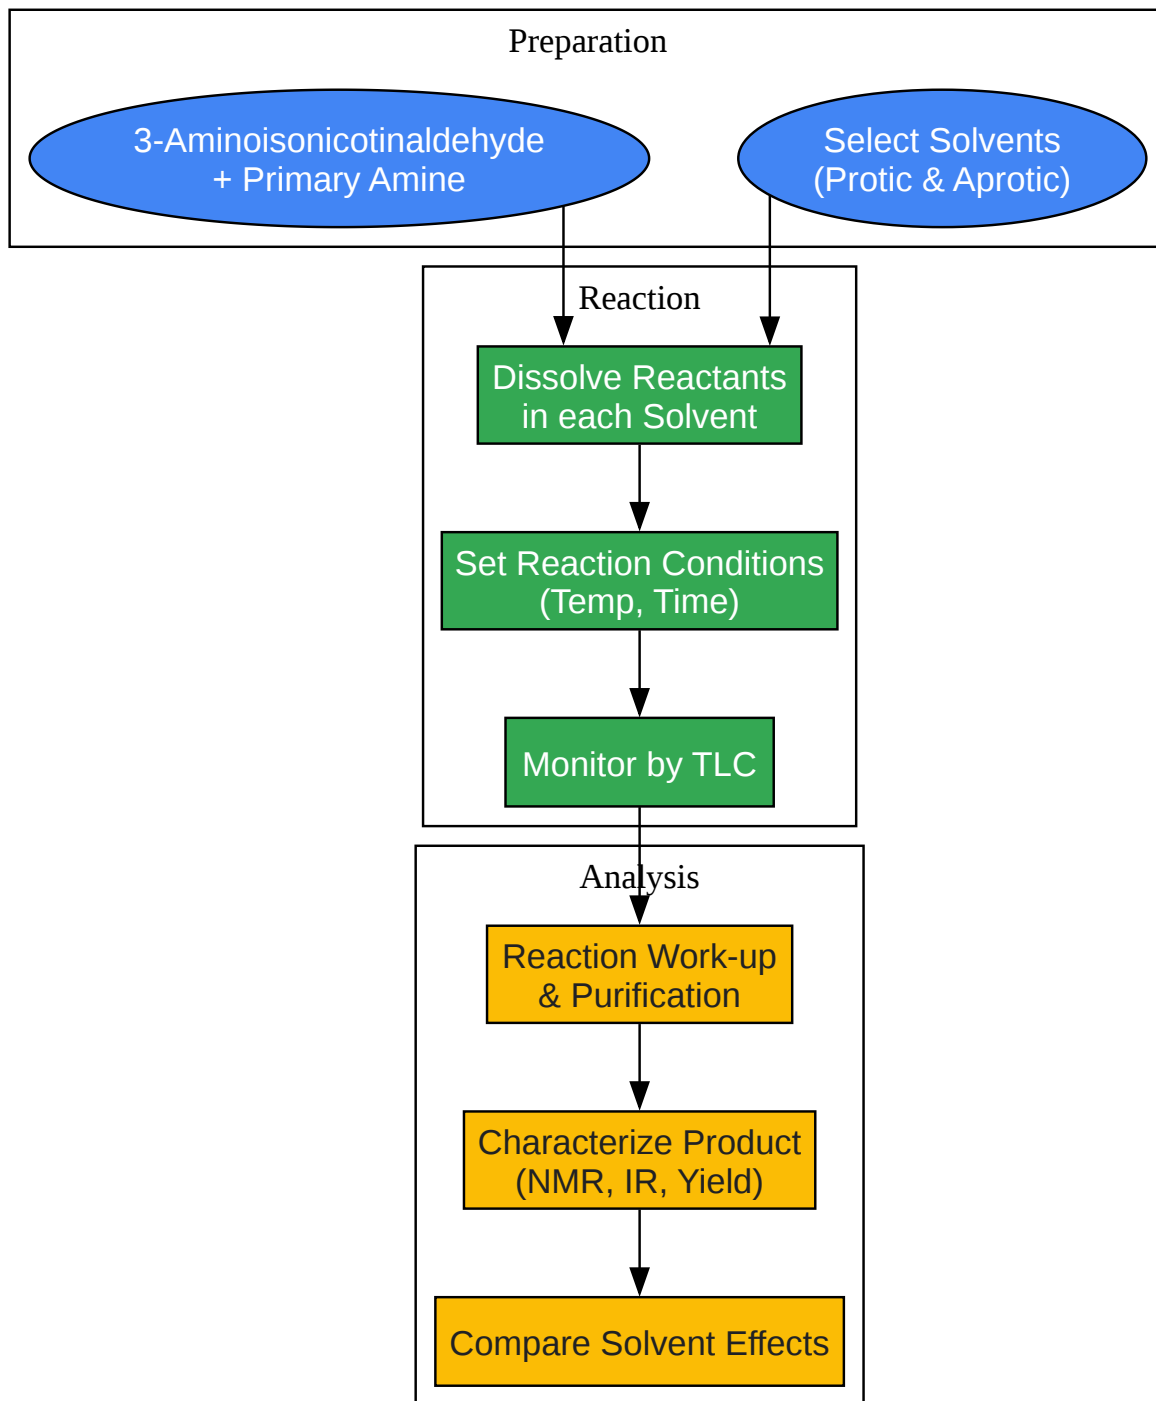 Preparation
3-Aminoisonicotinaldehyde
+ Primary Amine
Select Solvents
(Protic & Aprotic)
Reaction
Dissolve Reactants
in each Solvent
Set Reaction Conditions
(Temp, Time)
Monitor by TLC
Analysis
Reaction Work-up
& Purification
Characterize Product
(NMR, IR, Yield)
Compare Solvent Effects